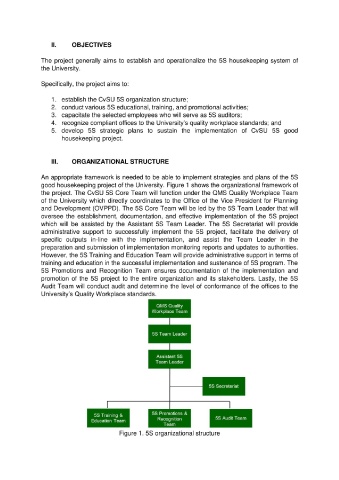 II. OBJECTIVES
The project generally aims to establish and operationalize the 5S housekeeping system of
the University.
Specifically, the project aims to:
1. establish the CvSU 5S organization structure;
2. conduct various 5S educational, training, and promotional activities;
3. capacitate the selected employees who will serve as 5S auditors;
4. recognize compliant offices to the University's quality workplace standards; and
5. develop 5S strategic plans to sustain the implementation of CvSU 5S good
housekeeping project.
III. ORGANIZATIONAL STRUCTURE
An appropriate framework is needed to be able to implement strategies and plans of the 5S
good housekeeping project of the University. Figure 1 shows the organizational framework of
the project. The CvSU 5S Core Team will function under the QMS Quality Workplace Team
of the University which directly coordinates to the Office of the Vice President for Planning
and Development (OVPPD). The 5S Core Team will be led by the 5S Team Leader that will
oversee the establishment, documentation, and effective implementation of the 5S project
which will be assisted by the Assistant 5S Team Leader. The 5S Secretariat will provide
administrative support to successfully implement the 5S project, facilitate the delivery of
specific outputs in-line with the implementation, and assist the Team Leader in the
preparation and submission of implementation monitoring reports and updates to authorities.
However, the 5S Training and Education Team will provide administrative support in terms of
training and education in the successful implementation and sustenance of 5S program. The
5S Promotions and Recognition Team ensures documentation of the implementation and
promotion of the 5S project to the entire organization and its stakeholders. Lastly, the 5S
Audit Team will conduct audit and determine the level of conformance of the offices to the
University's Quality Workplace standards.
QMS Quality
Workplace Team
5S Team Leader
Assistant 5S
Team Leader
5S Secretariat
5S Training &
Education Team
5S Promotions &
Recognition
Team
5S Audit Team
Figure 1. 5S organizational structure